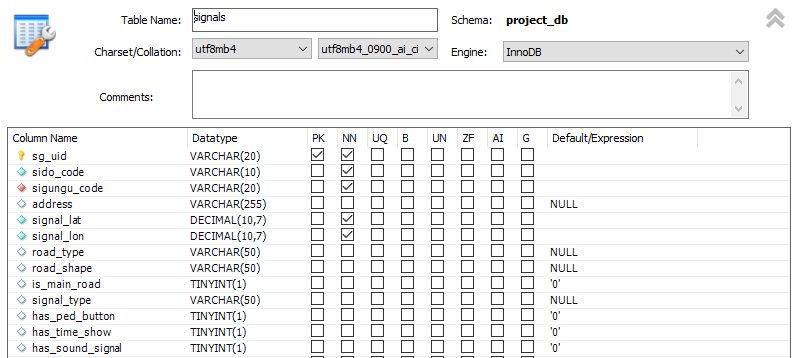 Table Name: signals Schema: project_db
Charset/Collation: utf8mb4 utf8mb4_0900_ai_ci Engine: InnoDB
Comments:
Column Name Datatype PK NN UQ B UN ZF AI G Default/Expression
sg_uid VARCHAR(20)
sido_code VARCHAR(10)
sigungu_code VARCHAR(20)
address VARCHAR(255) NULL
signal_lat DECIMAL(10,7)
signal_lon DECIMAL(10,7)
road_type VARCHAR(50) NULL
road_shape VARCHAR(50) NULL
is_main_road TINYINT(1) '0'
signal_type VARCHAR(50) NULL
has_ped_button TINYINT(1) '0'
has_time_show TINYINT(1) '0'
has_sound_signal TINYINT(1) '0'